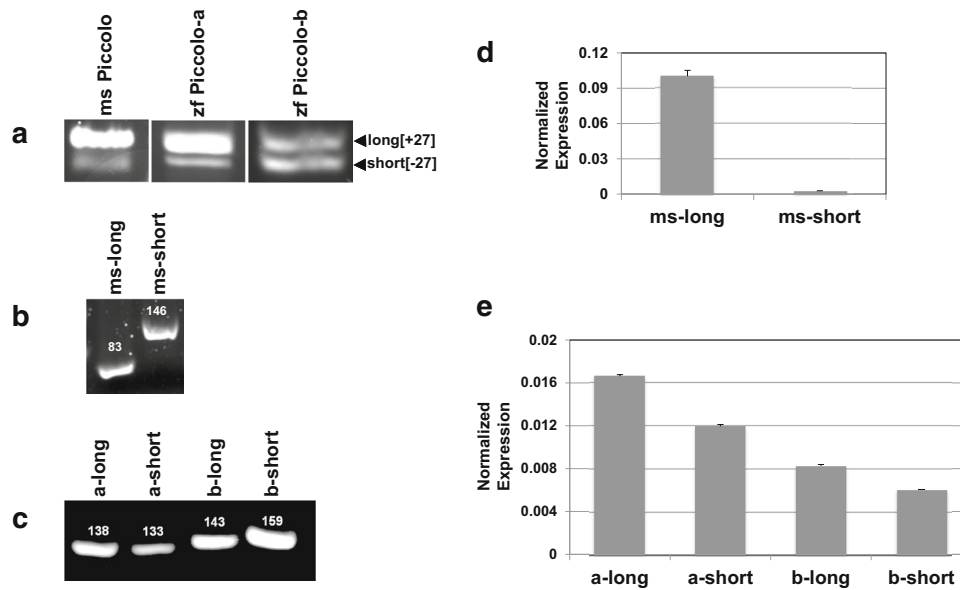 a
ms Piccolo
zf Piccolo-a
zf Piccolo-b
long[+27]
short[-27]
b
ms-long
ms-short
83
146
c
a-long
a-short
b-long
b-short
138
133
143
159
d
Normalized
Expression
0.12
0.09
0.06
0.03
0
ms-long
ms-short
e
Normalized
Expression
0.02
0.016
0.012
0.008
0.004
0
a-long
a-short
b-long
b-short